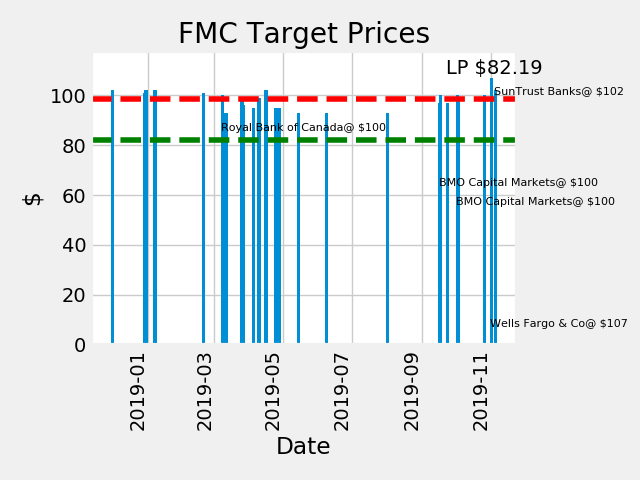 FMC Target Prices
LP $82.19
SunTrust Banks@ $102
Royal Bank of Canada@ $100
BMO Capital Markets@ $100
BMO Capital Markets@ $100
Wells Fargo & Co@ $107
$
100
80
60
40
20
0
2019-01
2019-03
2019-05
2019-07
2019-09
2019-11
Date